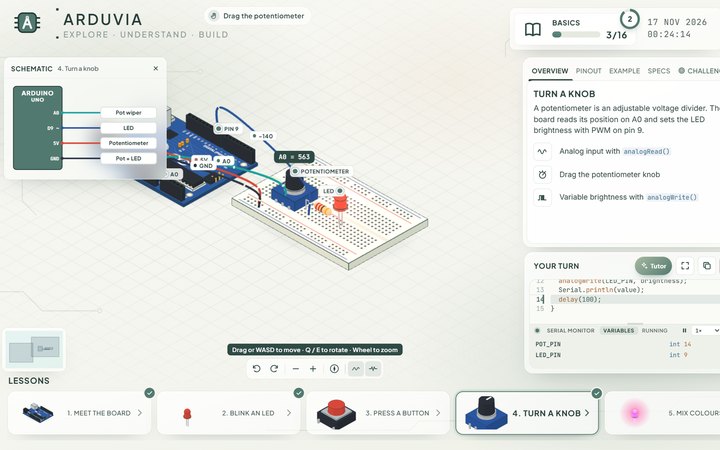 ARDUVIA
EXPLORE · UNDERSTAND · BUILD
Drag the potentiometer
BASICS
3/16
2
17 NOV 2026
00:24:14
SCHEMATIC 4. Turn a knob ×
ARDUINO
UNO
A0
D9 ~
5V
GND
Pot wiper
LED
Potentiometer
Pot + LED
PIN 9
~140
A0 = 563
5V
A0
GND
A0
POTENTIOMETER
LED
OVERVIEW PINOUT EXAMPLE SPECS CHALLENG
TURN A KNOB
A potentiometer is an adjustable voltage divider. The
board reads its position on A0 and sets the LED
brightness with PWM on pin 9.
Analog input with analogRead()
Drag the potentiometer knob
Variable brightness with analogWrite()
YOUR TURN
Tutor
12 analogWrite(LED_PIN, brightness);
13 Serial.println(value);
14 delay(100);
15 }
SERIAL MONITOR VARIABLES RUNNING 1×
POT_PIN int 14
LED_PIN int 9
Drag or WASD to move · Q / E to rotate · Wheel to zoom
LESSONS
1. MEET THE BOARD
2. BLINK AN LED
3. PRESS A BUTTON
4. TURN A KNOB
5. MIX COLOUR